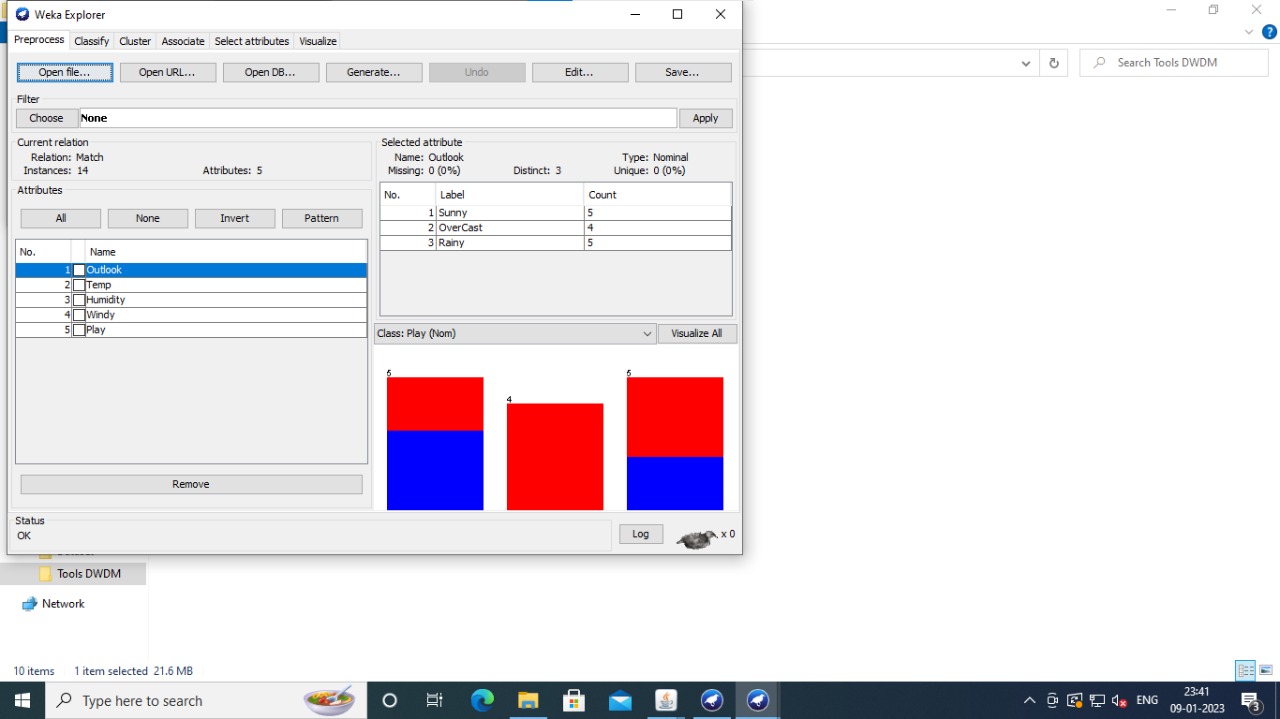 Weka Explorer
Preprocess Classify Cluster Associate Select attributes Visualize
Open file... Open URL... Open DB... Generate... Undo Edit... Save...
Filter
Choose None Apply
Current relation
Relation: Match
Instances: 14 Attributes: 5
Attributes
All None Invert Pattern
No. Name
1 Outlook
2 Temp
3 Humidity
4 Windy
5 Play
Remove
Selected attribute
Name: Outlook Type: Nominal
Missing: 0 (0%) Distinct: 3 Unique: 0 (0%)
No. Label Count
1 Sunny 5
2 OverCast 4
3 Rainy 5
Class: Play (Nom) Visualize All
5 4 5
Status
OK
Log x 0
Search Tools DWDM
Tools DWDM
Network
10 items 1 item selected 21.6 MB
Type here to search
ENG
23:41
09-01-2023
3